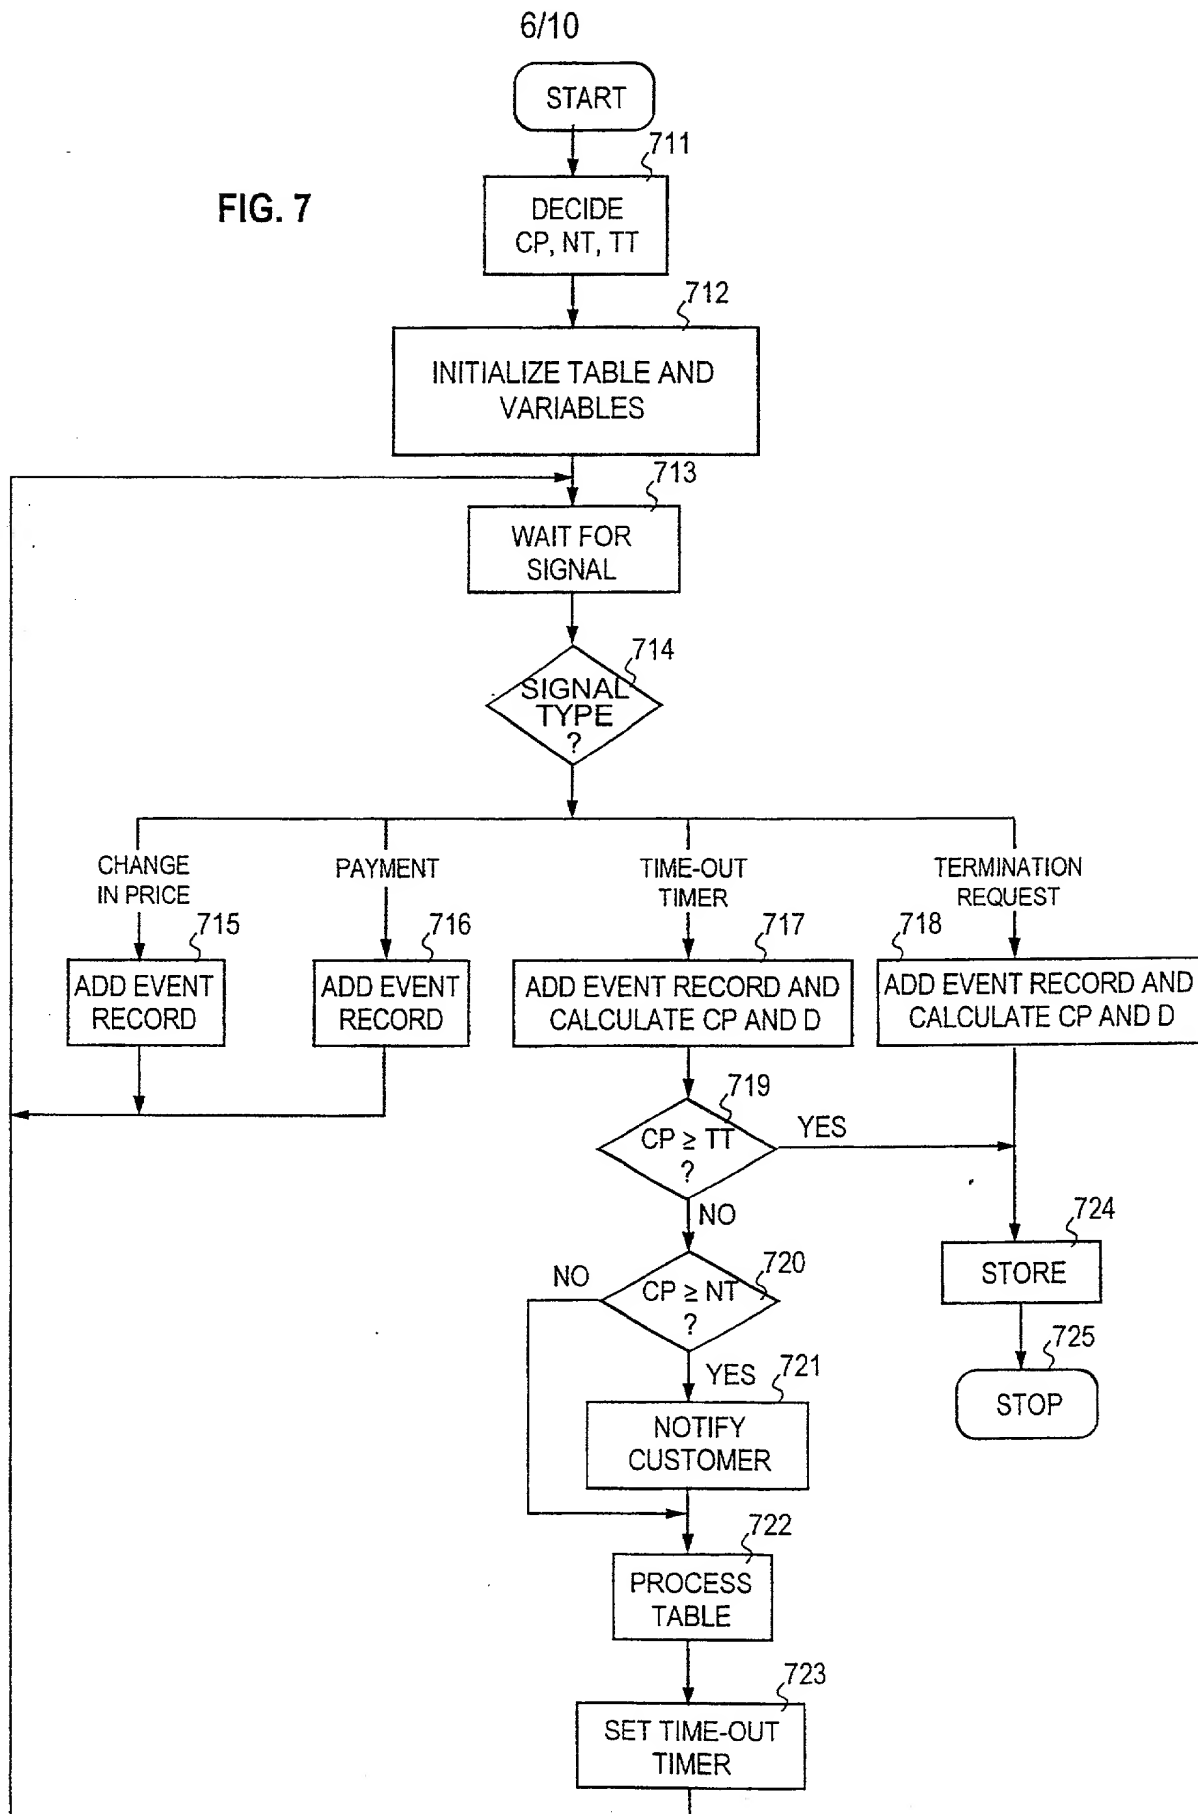 6/10
START
FIG. 7
711
DECIDE
CP, NT, TT
712
INITIALIZE TABLE AND
VARIABLES
713
WAIT FOR
SIGNAL
714
SIGNAL
TYPE
?
CHANGE
IN PRICE
PAYMENT
TIME-OUT
TIMER
TERMINATION
REQUEST
715
ADD EVENT
RECORD
716
ADD EVENT
RECORD
717
ADD EVENT RECORD AND
CALCULATE CP AND D
718
ADD EVENT RECORD AND
CALCULATE CP AND D
719
CP ≥ TT
?
YES
NO
720
CP ≥ NT
?
NO
YES
721
NOTIFY
CUSTOMER
722
PROCESS
TABLE
723
SET TIME-OUT
TIMER
724
STORE
725
STOP